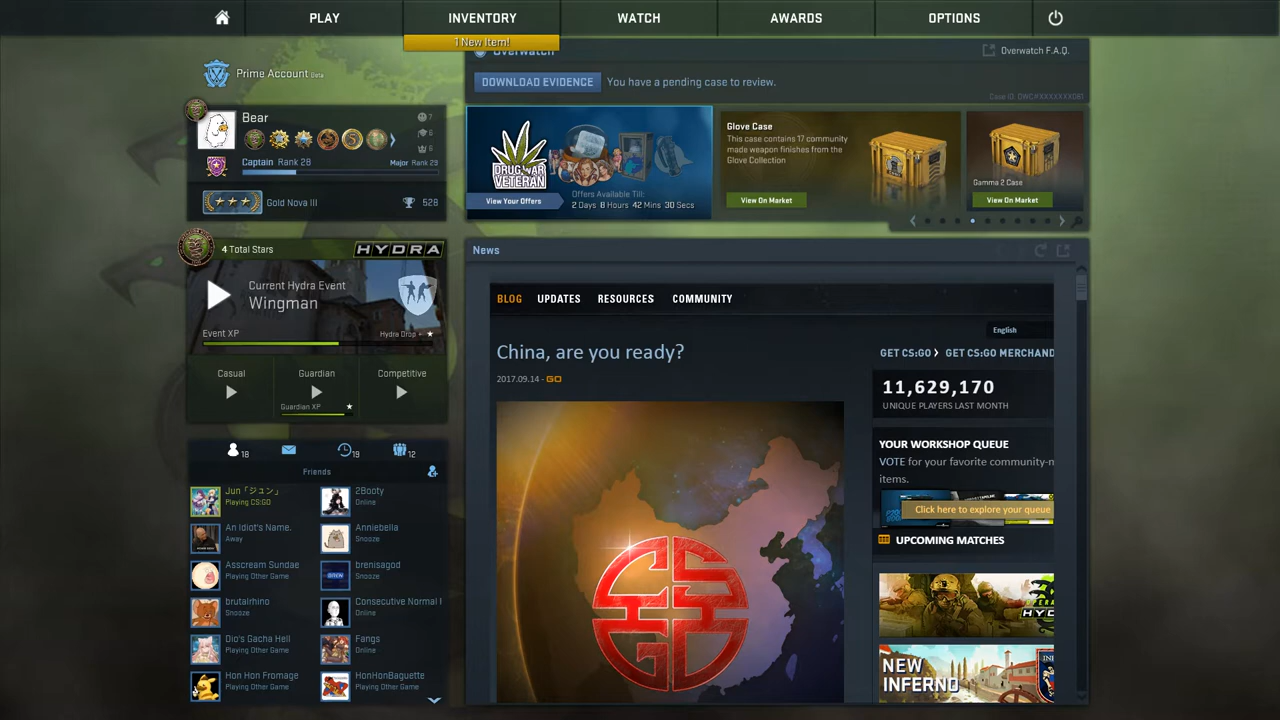 PLAY
INVENTORY
WATCH
AWARDS
OPTIONS
1 New Item!
Prime Account Beta
Bear
7
6
8
Captain Rank 28
Major Rank 29
Gold Nova III
528
4 Total Stars
HYDRA
Current Hydra Event
Wingman
Event XP
Hydra Drop +
Casual
Guardian
Competitive
Guardian XP
18
19
12
Friends
Jun「ジュン」
Playing CS:GO
2Booty
Online
An Idiot's Name.
Away
Anniebella
Snooze
Asscream Sundae
Playing Other Game
brenisagod
Snooze
brutalrhino
Snooze
Consecutive Normal
Online
Dio's Gacha Hell
Playing Other Game
Fangs
Online
Hon Hon Fromage
Playing Other Game
HonHonBaguette
Playing Other Game
Overwatch
Overwatch F.A.Q.
DOWNLOAD EVIDENCE
You have a pending case to review.
DRUG WAR
VETERAN
View Your Offers
Offers Available Till:
2 Days 8 Hours 42 Mins 30 Secs
Glove Case
This case contains 17 community
made weapon finishes from the
Glove Collection
View On Market
Gamma 2 Case
View On Market
News
BLOG
UPDATES
RESOURCES
COMMUNITY
English
China, are you ready?
2017.09.14 - GO
GET CS:GO
GET CS:GO MERCHAND
11,629,170
UNIQUE PLAYERS LAST MONTH
YOUR WORKSHOP QUEUE
VOTE for your favorite community-m
items.
Click here to explore your queue
UPCOMING MATCHES
HYD
NEW
INFERNO